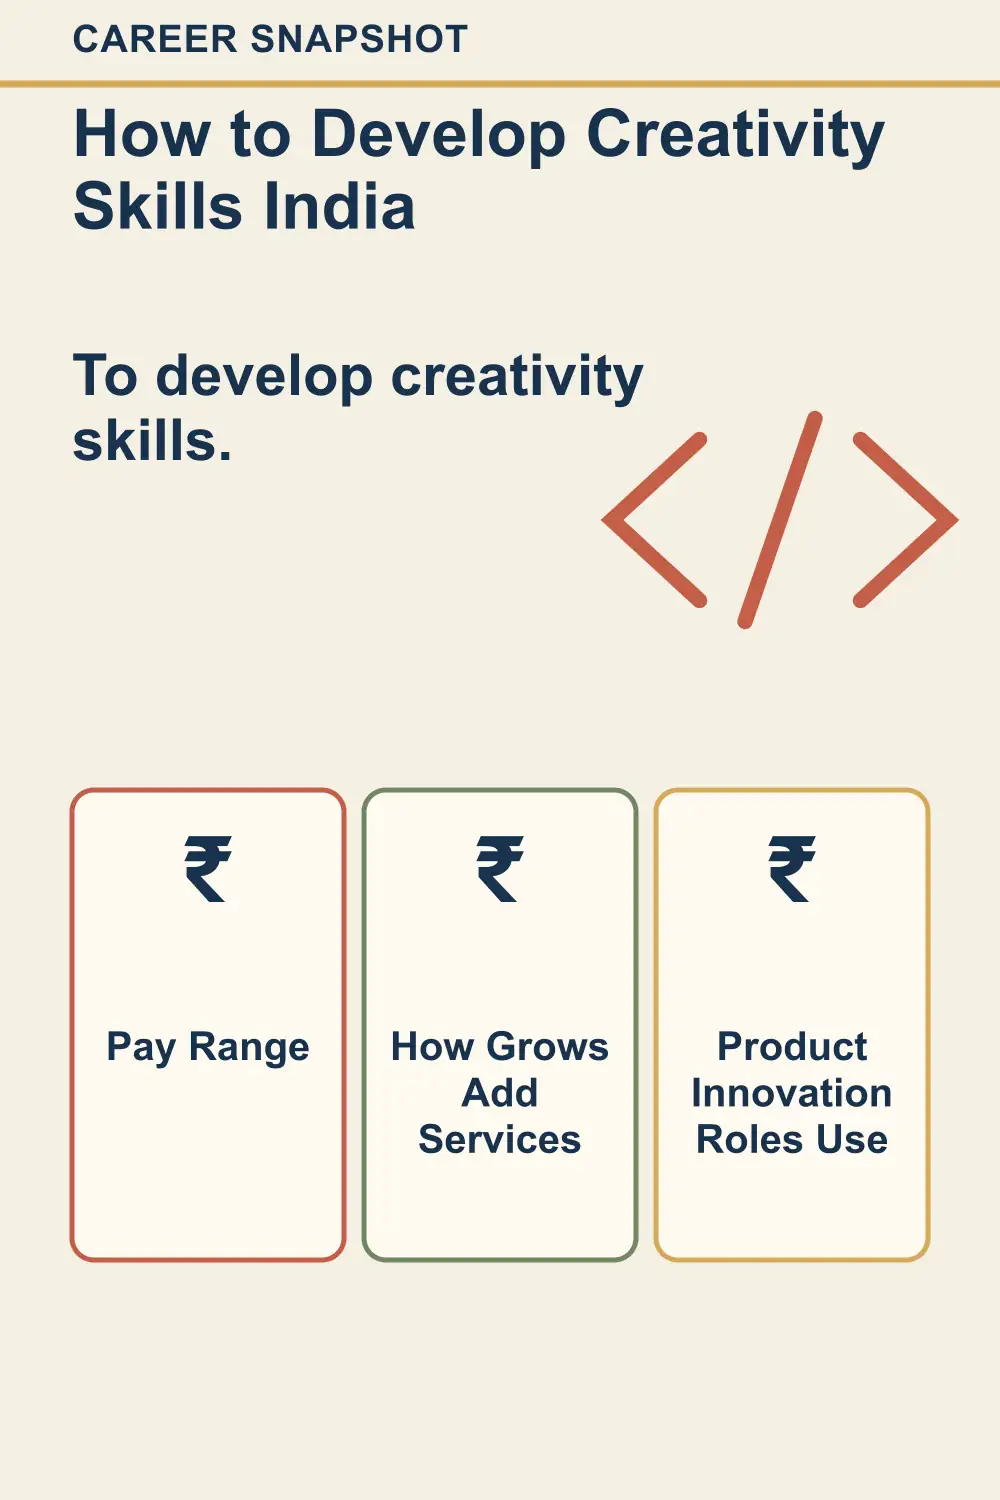 CAREER SNAPSHOT
How to Develop Creativity
Skills India
To develop creativity
skills.
</>
₹
Pay Range
₹
How Grows
Add
Services
₹
Product
Innovation
Roles Use